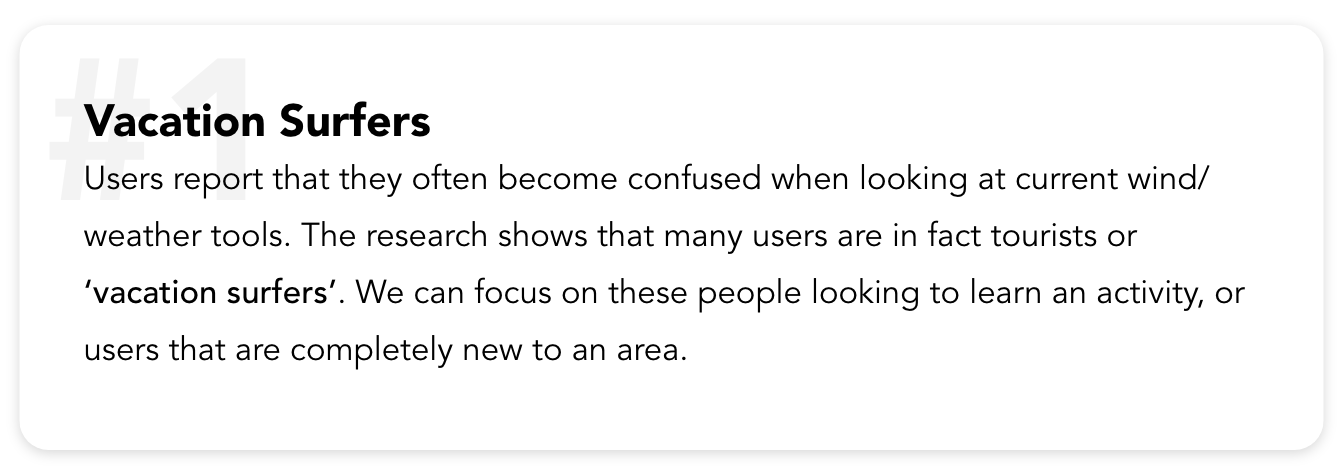 #1
Vacation Surfers
Users report that they often become confused when looking at current wind/
weather tools. The research shows that many users are in fact tourists or
‘vacation surfers’. We can focus on these people looking to learn an activity, or
users that are completely new to an area.